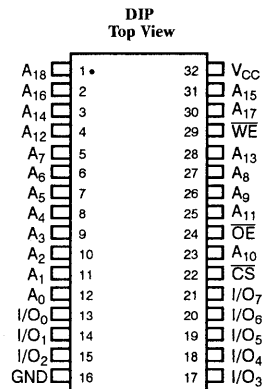 DIP
Top View
A18 1 32 VCC
A16 2 31 A15
A14 3 30 A17
A12 4 29 WE
A7 5 28 A13
A6 6 27 A8
A5 7 26 A9
A4 8 25 A11
A3 9 24 OE
A2 10 23 A10
A1 11 22 CS
A0 12 21 I/O7
I/O0 13 20 I/O6
I/O1 14 19 I/O5
I/O2 15 18 I/O4
GND 16 17 I/O3